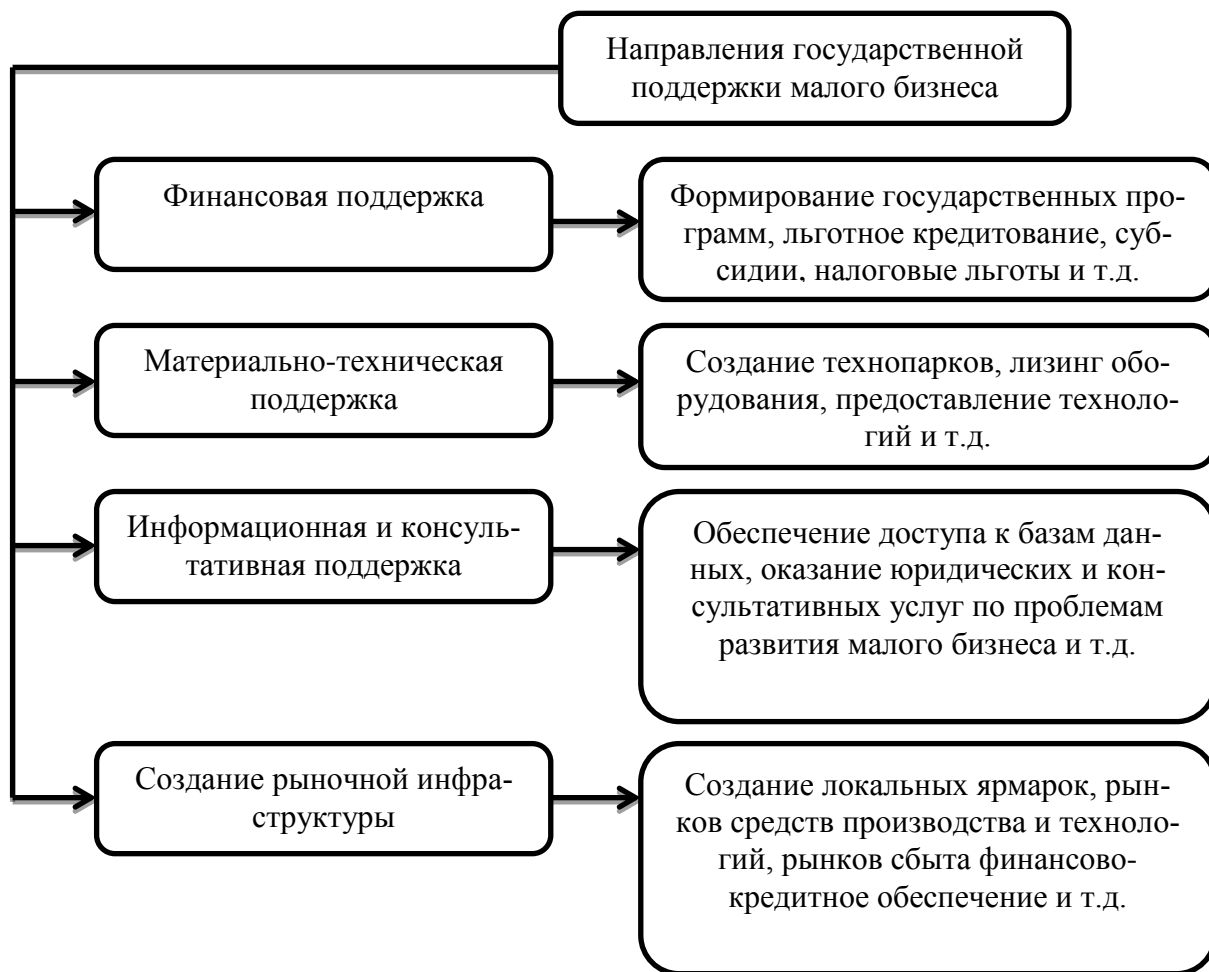 Направления государственной
поддержки малого бизнеса
Финансовая поддержка
Формирование государственных про-
грамм, льготное кредитование, суб-
сидии, налоговые льготы и т.д.
Материально-техническая
поддержка
Создание технопарков, лизинг обо-
рудования, предоставление техноло-
гий и т.д.
Информационная и консуль-
тативная поддержка
Обеспечение доступа к базам дан-
ных, оказание юридических и кон-
сультативных услуг по проблемам
развития малого бизнеса и т.д.
Создание рыночной инфра-
структуры
Создание локальных ярмарок, рын-
ков средств производства и техноло-
гий, рынков сбыта финансово-
кредитное обеспечение и т.д.